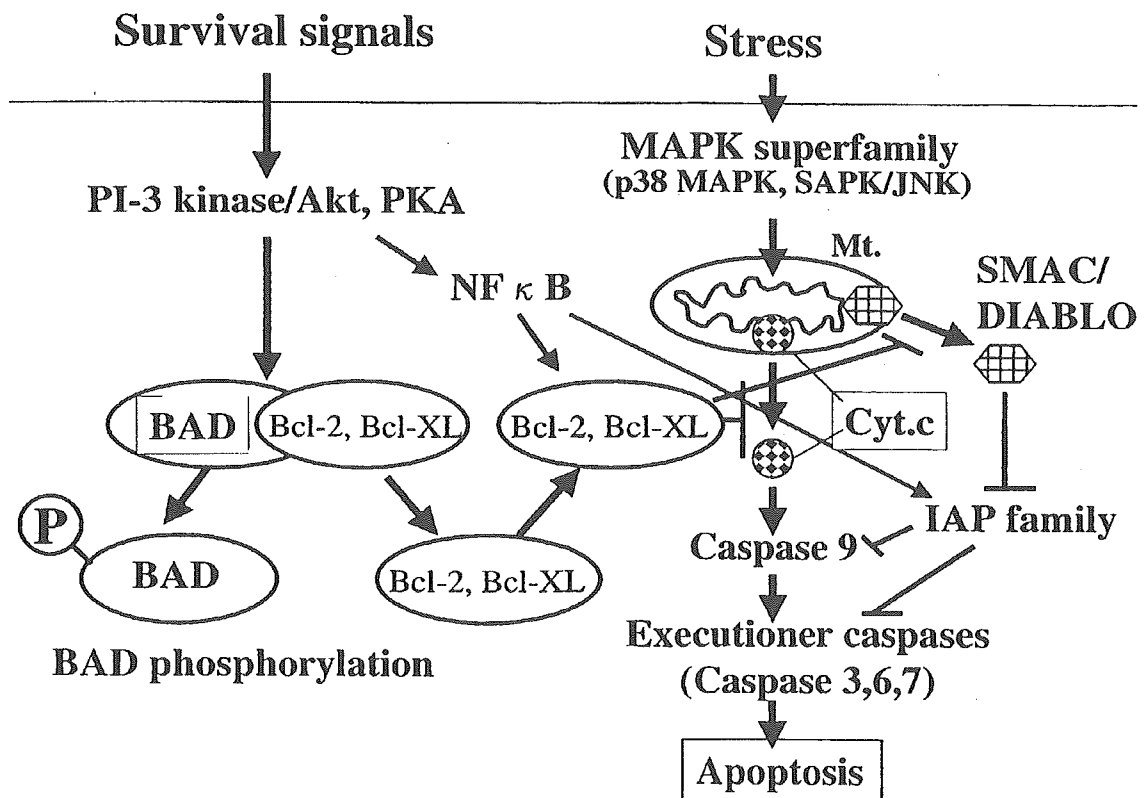 Survival signals
Stress
MAPK superfamily
(p38 MAPK, SAPK/JNK)
PI-3 kinase/Akt, PKA
Mt.
NF κ B
SMAC/
DIABLO
BAD
Bcl-2, Bcl-XL
Bcl-2, Bcl-XL
Cyt.c
P
BAD
Bcl-2, Bcl-XL
IAP family
Caspase 9
BAD phosphorylation
Executioner caspases
(Caspase 3,6,7)
Apoptosis